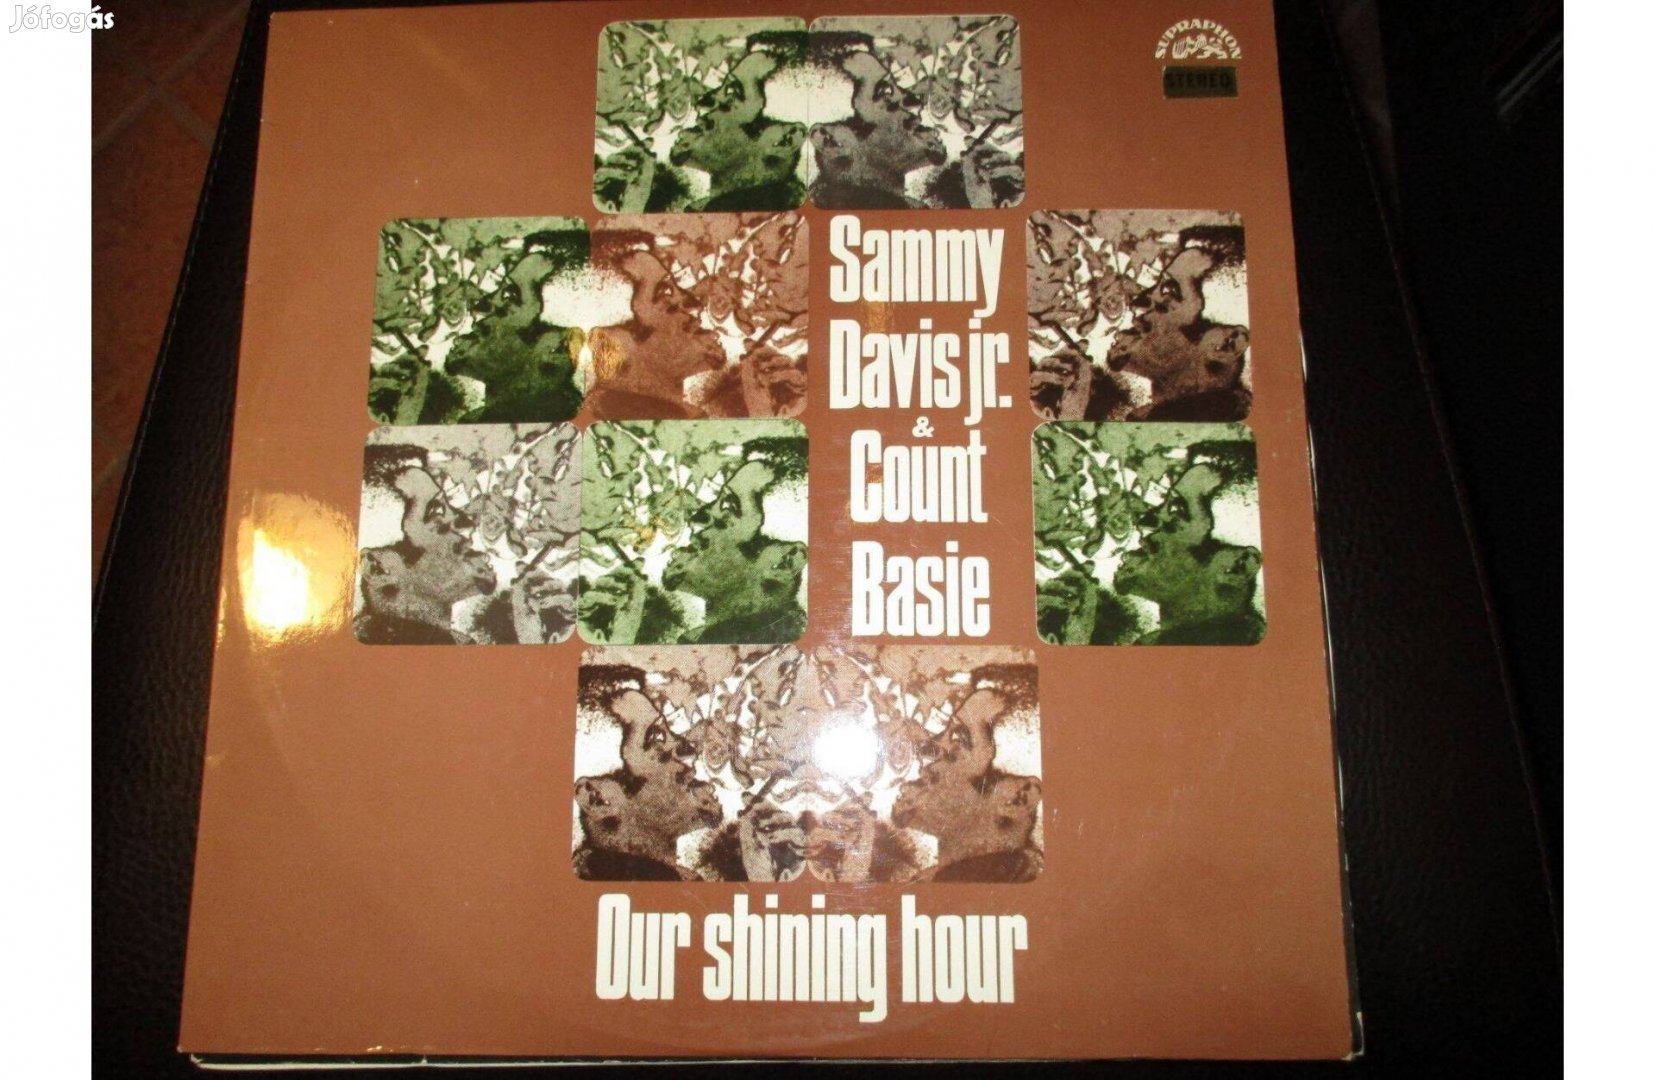 Jófogás
SUPRAPHON
STEREO
Sammy
Davis jr.
&
Count
Basie
Our shining hour